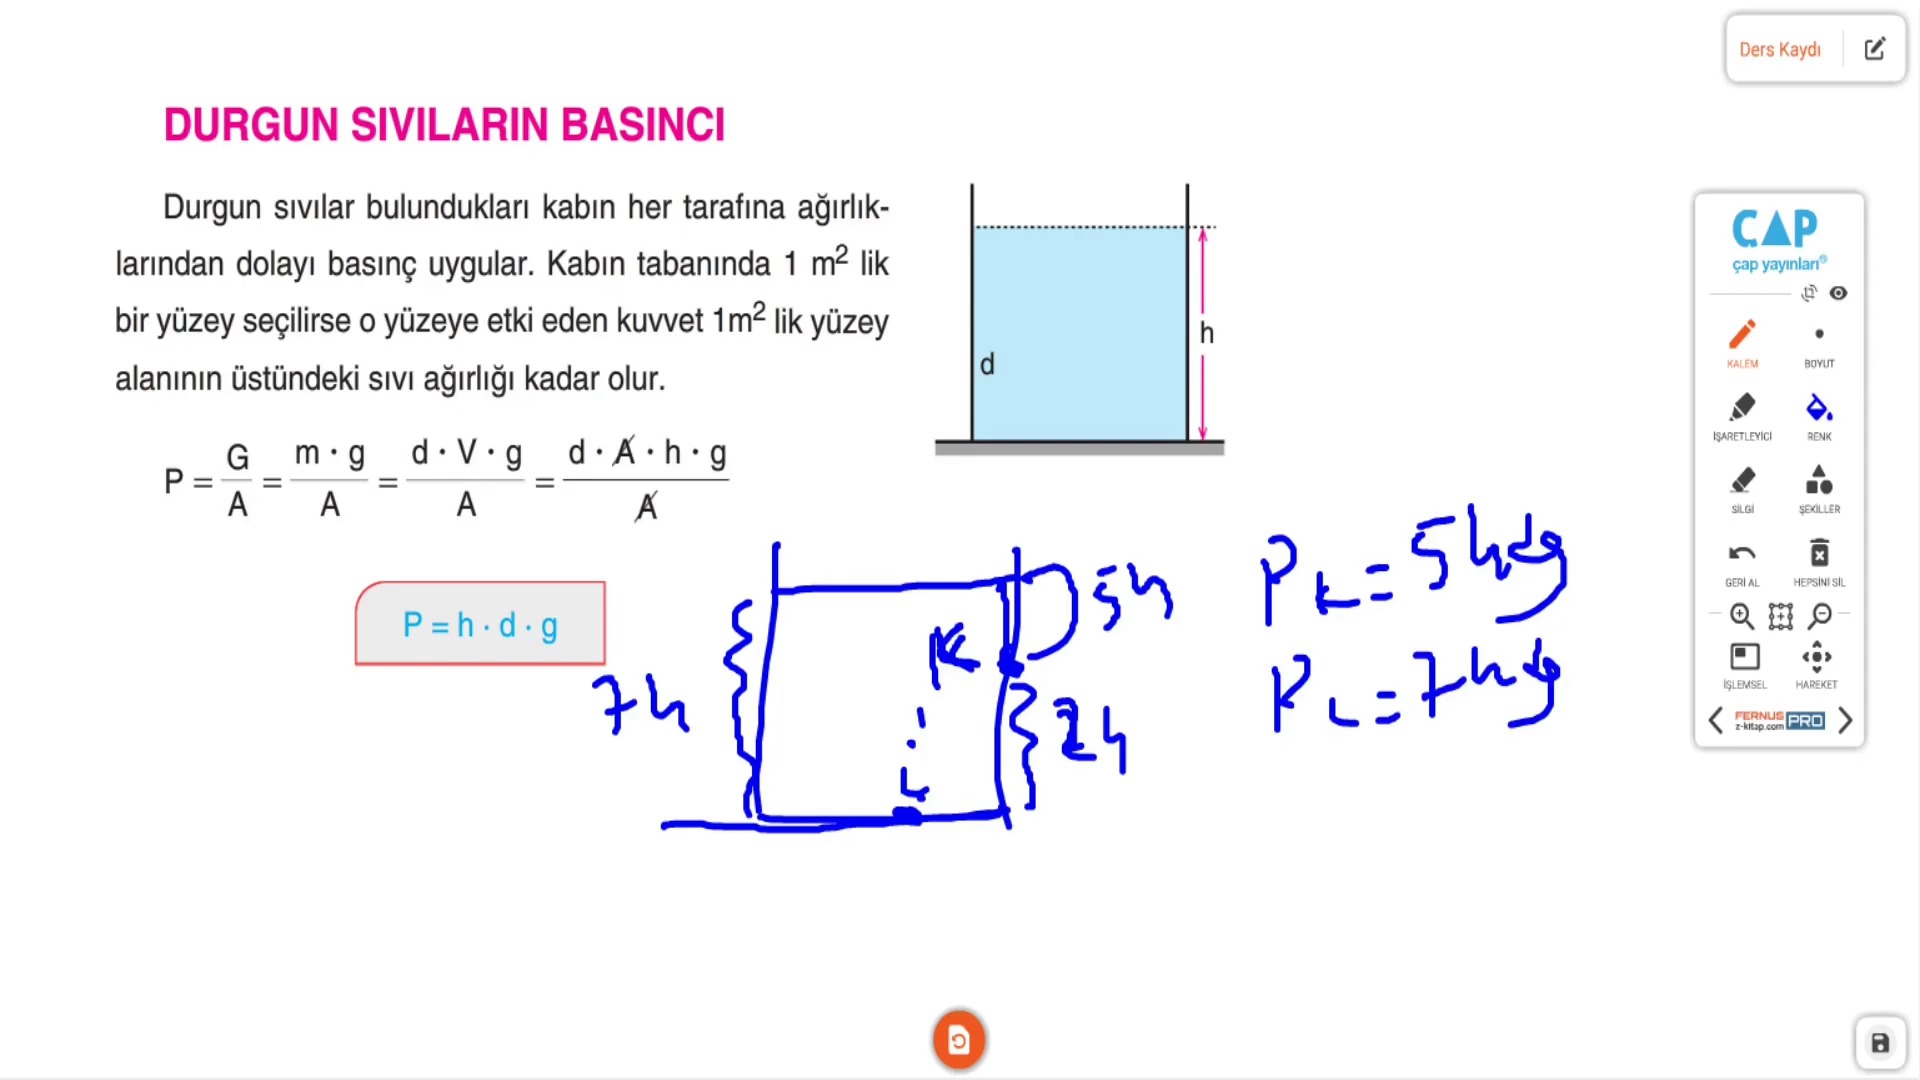 Ders Kaydı
DURGUN SIVILARIN BASINCI
Durgun sıvılar bulundukları kabın her tarafına ağırlık-
larından dolayı basınç uygular. Kabın tabanında 1 m² lik
bir yüzey seçilirse o yüzeye etki eden kuvvet 1m² lik yüzey
alanının üstündeki sıvı ağırlığı kadar olur.
P = G/A = m · g/A = d · V · g/A = d · A · h · g/A
P = h · d · g
d
h
7h
K
L
5h
2h
PK = 5hdg
PL = 7hdg
CAP
çap yayınları®
KALEM
BOYUT
İŞARETLEYİCİ
RENK
SİLGİ
ŞEKİLLER
GERİ AL
HEPSİNİ SİL
İŞLEMSEL
HAREKET
FERNUS
z-kitap.com
PRO